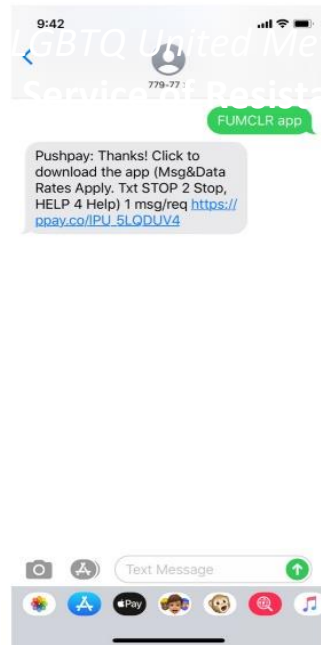 9:42
LGBTQ United Me
779-77
Service of Resista
FUMCLR app
Pushpay: Thanks! Click to
download the app (Msg&Data
Rates Apply. Txt STOP 2 Stop,
HELP 4 Help) 1 msg/req https://
ppay.co/lPU_5LQDUV4
Text Message
Pay